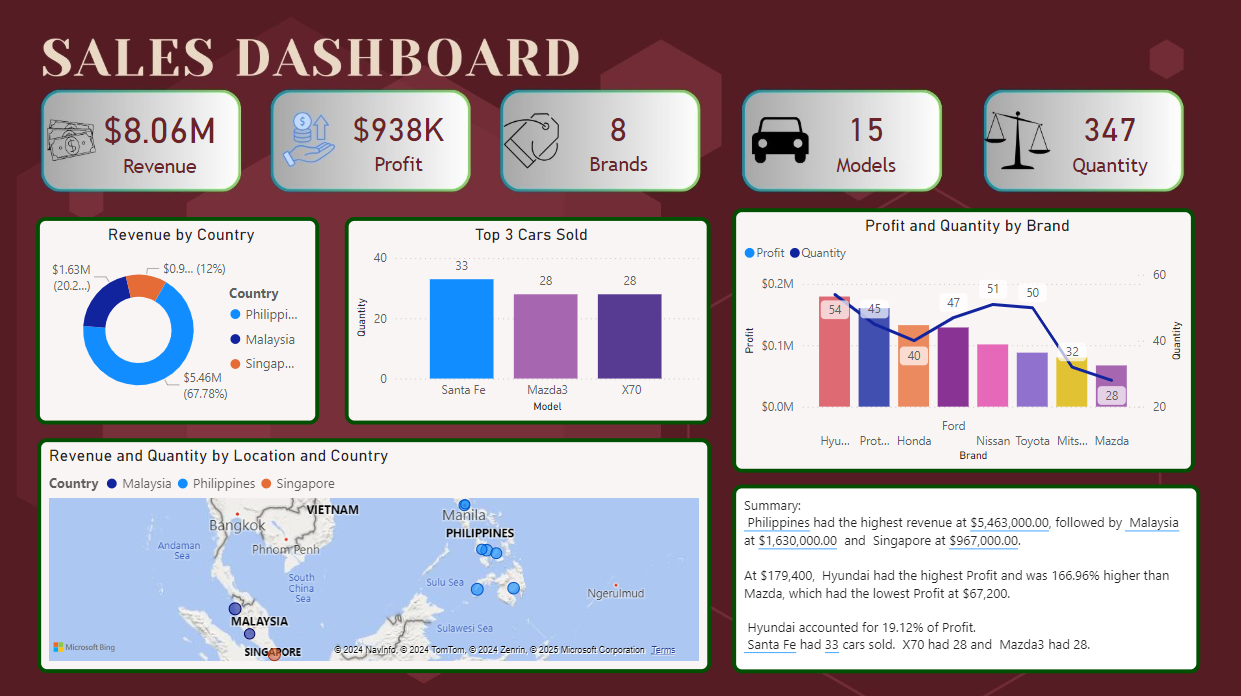 SALES DASHBOARD
$8.06M
Revenue
$938K
Profit
8
Brands
15
Models
347
Quantity
Revenue by Country
$1.63M
(20.2...)
$0.9... (12%)
$5.46M
(67.78%)
Country
Philippi...
Malaysia
Singap...
Top 3 Cars Sold
Quantity
40
20
0
33
28
28
Santa Fe
Mazda3
X70
Model
Profit and Quantity by Brand
Profit
Quantity
Profit
$0.2M
$0.1M
$0.0M
54
45
40
47
51
50
32
28
60
40
20
Quantity
Hyu...
Prot...
Honda
Ford
Nissan
Toyota
Mits...
Mazda
Brand
Revenue and Quantity by Location and Country
Country
Malaysia
Philippines
Singapore
VIETNAM
Bangkok
Manila
PHILIPPINES
Andaman
Sea
Phnom Penh
South
China
Sea
Sulu Sea
Ngerulmud
MALAYSIA
Sulawesi Sea
SINGAPORE
Microsoft Bing
© 2024 NavInfo, © 2024 TomTom, © 2024 Zenrin, © 2025 Microsoft Corporation Terms
Summary:
Philippines had the highest revenue at $5,463,000.00, followed by Malaysia
at $1,630,000.00 and Singapore at $967,000.00.
At $179,400, Hyundai had the highest Profit and was 166.96% higher than
Mazda, which had the lowest Profit at $67,200.
Hyundai accounted for 19.12% of Profit.
Santa Fe had 33 cars sold. X70 had 28 and Mazda3 had 28.